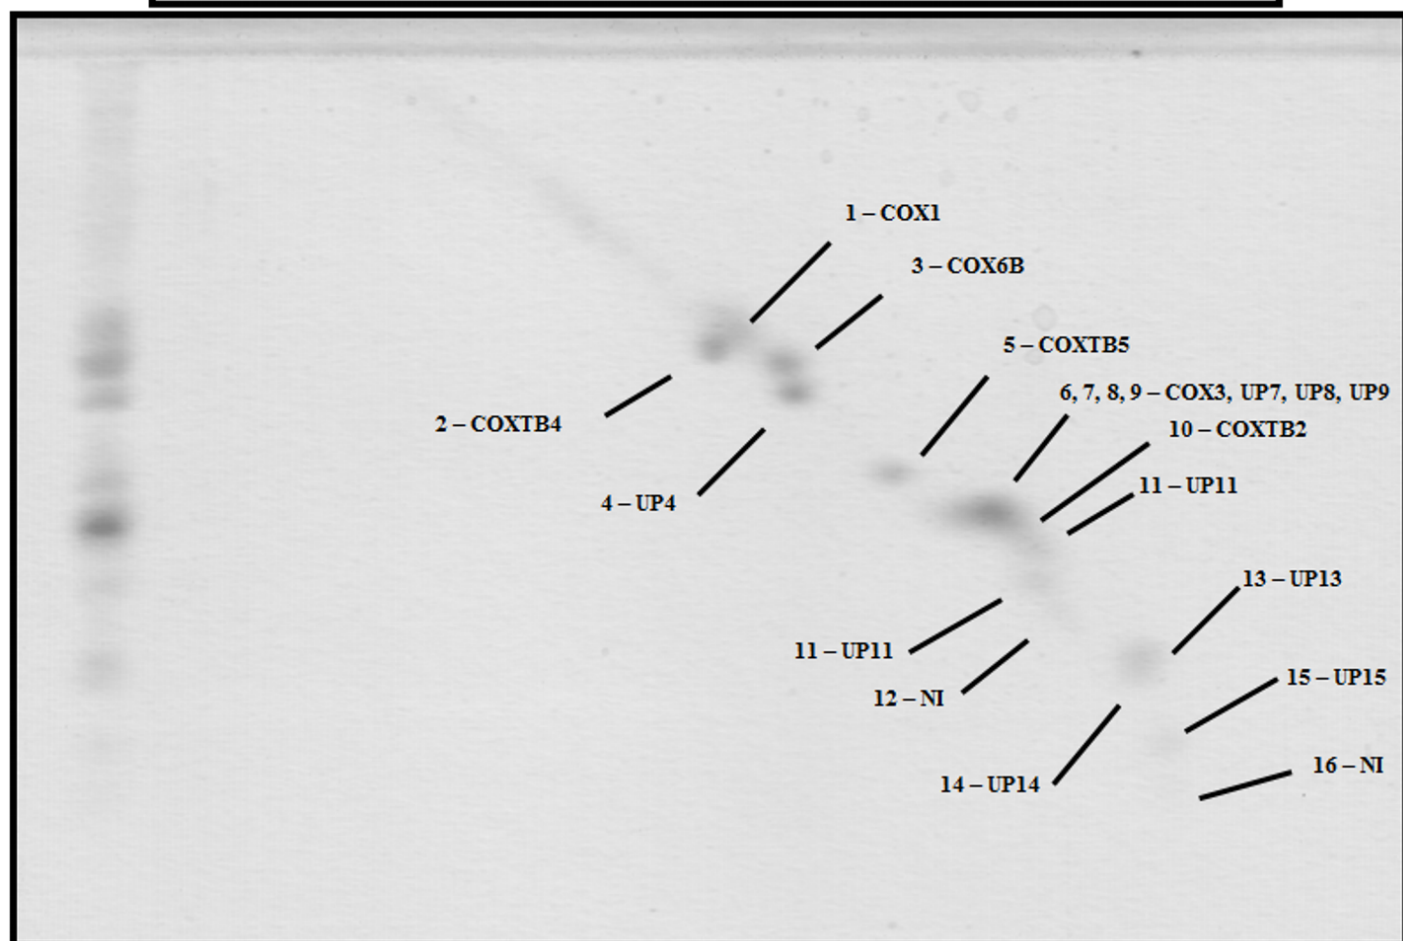 1 – COX1
3 – COX6B
5 – COXTB5
6, 7, 8, 9 – COX3, UP7, UP8, UP9
2 – COXTB4
10 – COXTB2
11 – UP11
4 – UP4
13 – UP13
11 – UP11
15 – UP15
12 – NI
16 – NI
14 – UP14